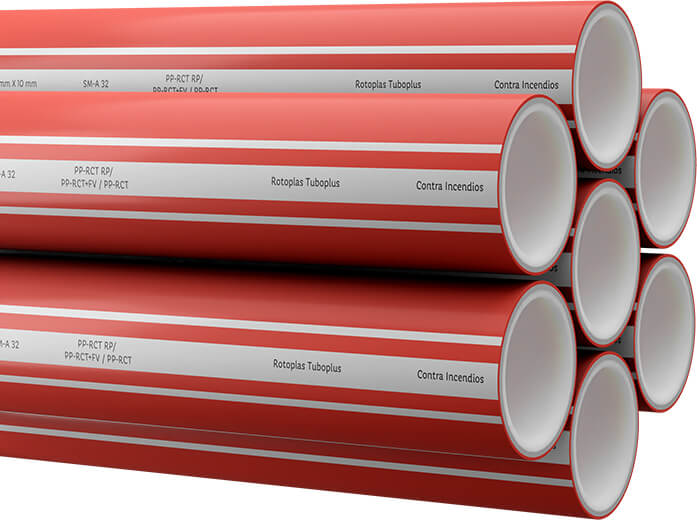 mm X 10 mm SM-A 32 PP-RCT RP/ Rotoplas Tuboplus Contra Incendios
PP-RCT+FV / PP-RCT
-A 32 PP-RCT RP/ Rotoplas Tuboplus Contra Incendios
PP-RCT+FV / PP-RCT
M-A 32 PP-RCT RP/ Rotoplas Tuboplus Contra Incendios
PP-RCT+FV / PP-RCT